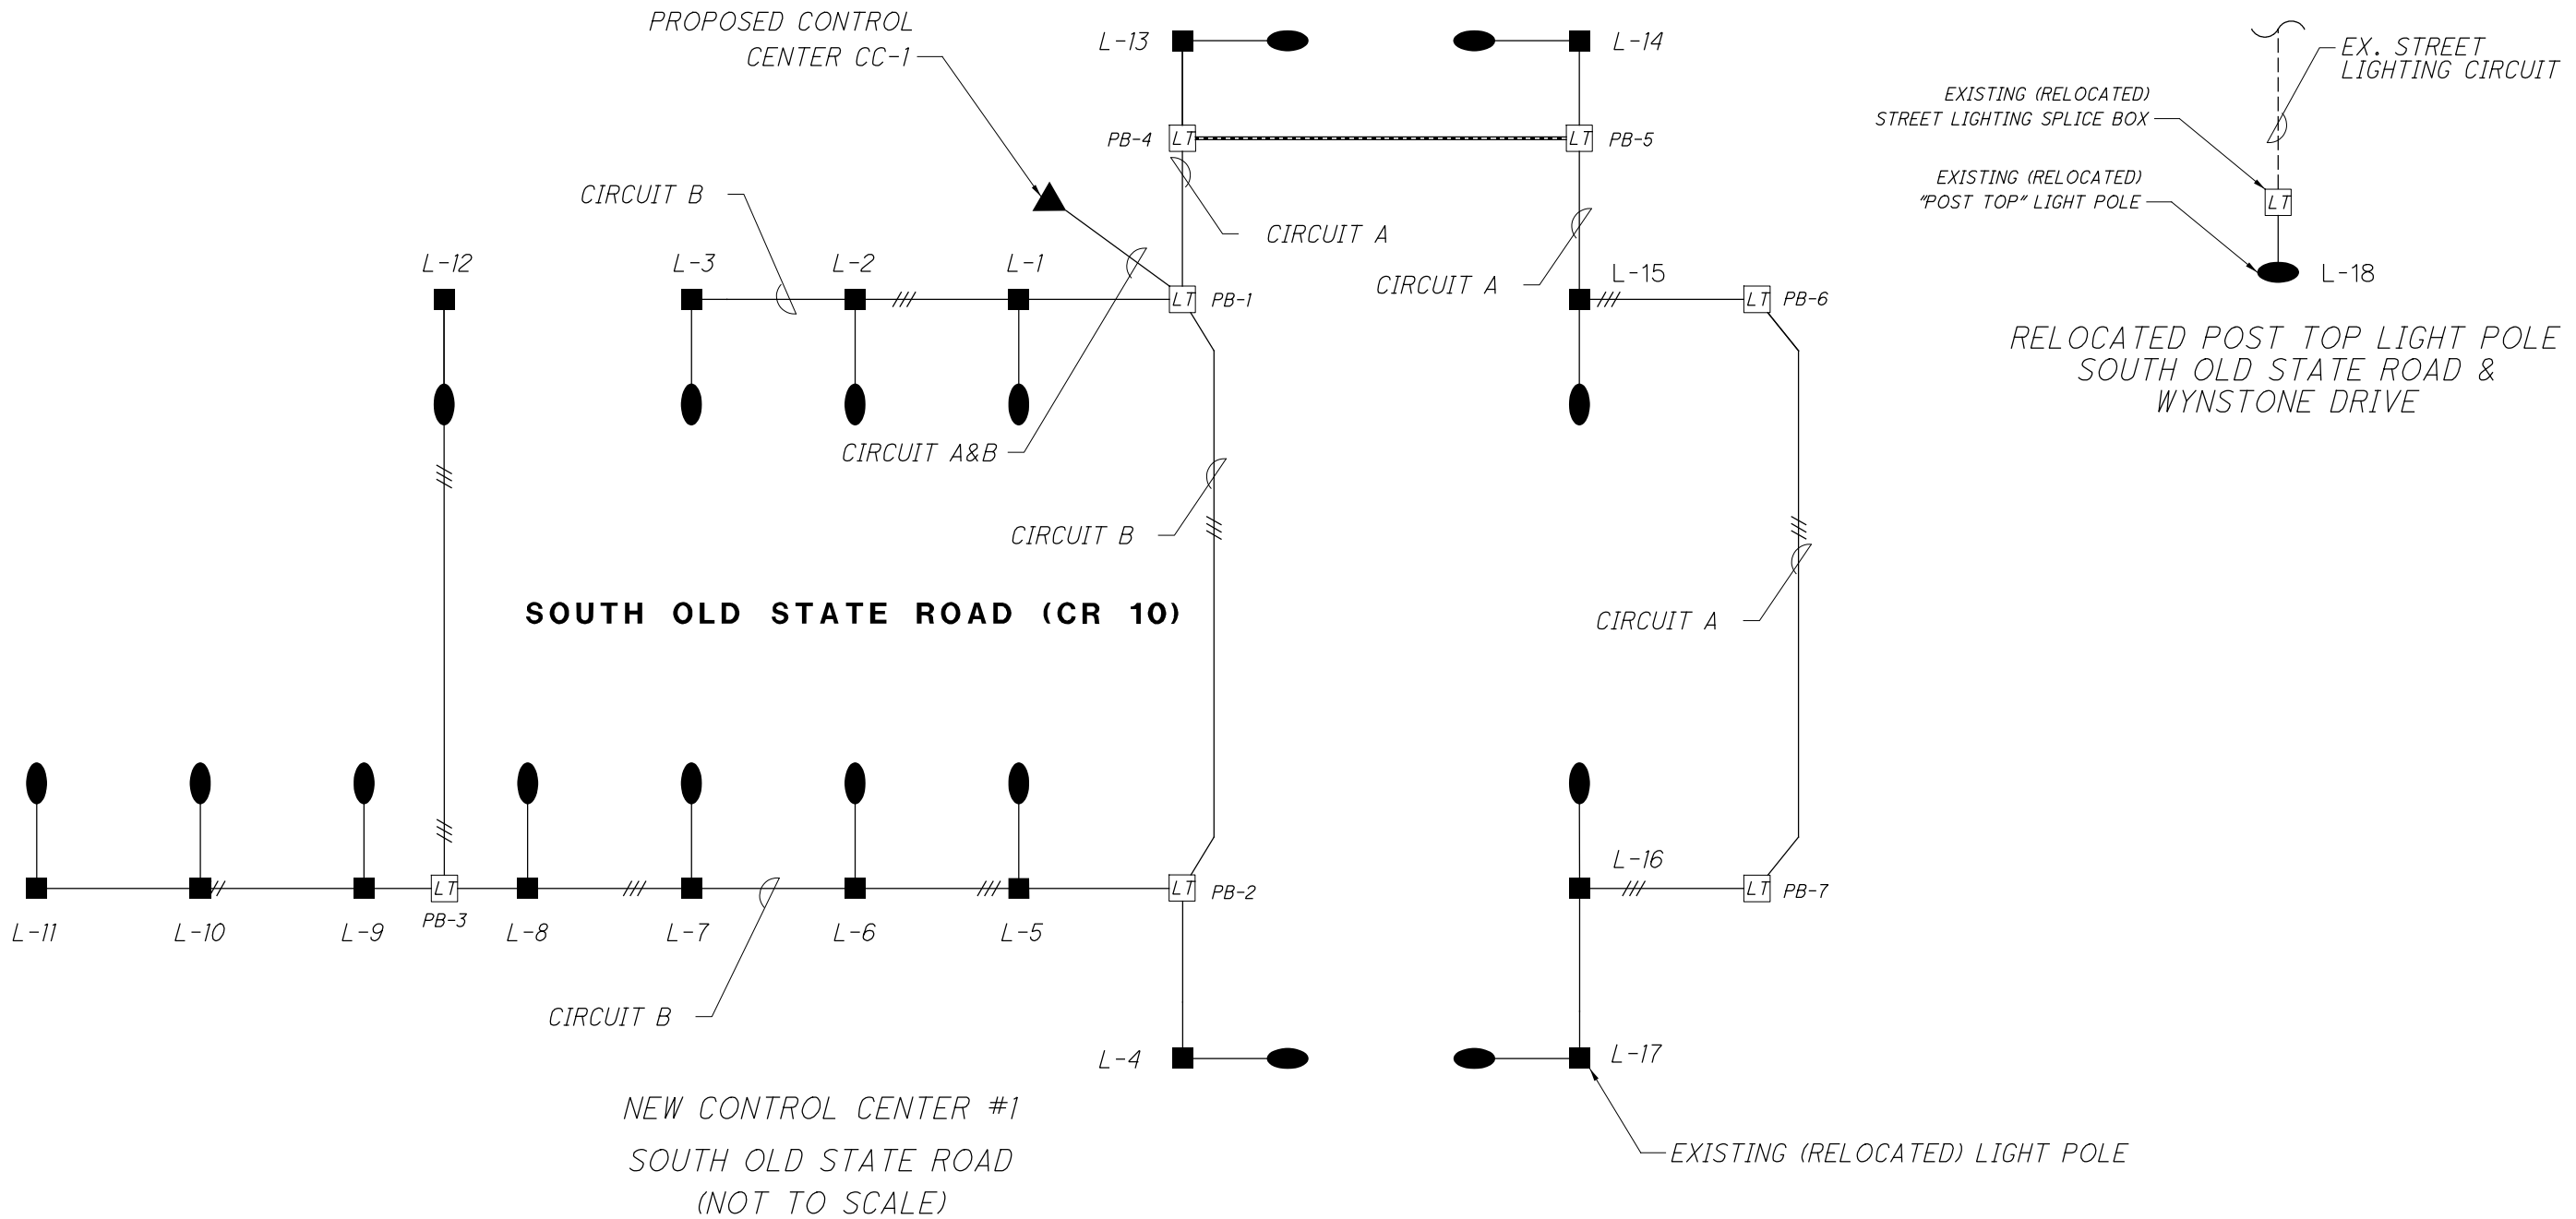 PROPOSED CONTROL
CENTER CC-1
L-13
L-14
EX. STREET
LIGHTING CIRCUIT
EXISTING (RELOCATED)
STREET LIGHTING SPLICE BOX
PB-4
LT
LT
PB-5
EXISTING (RELOCATED)
"POST TOP" LIGHT POLE
LT
CIRCUIT B
CIRCUIT A
L-12
L-3
L-2
L-1
CIRCUIT A
L-15
L-18
LT
PB-1
LT
PB-6
RELOCATED POST TOP LIGHT POLE
SOUTH OLD STATE ROAD &
WYNSTONE DRIVE
CIRCUIT A&B
CIRCUIT B
SOUTH OLD STATE ROAD (CR 10)
CIRCUIT A
L-16
LT
LT
PB-2
LT
PB-7
L-11
L-10
L-9
PB-3
L-8
L-7
L-6
L-5
CIRCUIT B
L-4
L-17
NEW CONTROL CENTER #1
SOUTH OLD STATE ROAD
(NOT TO SCALE)
EXISTING (RELOCATED) LIGHT POLE